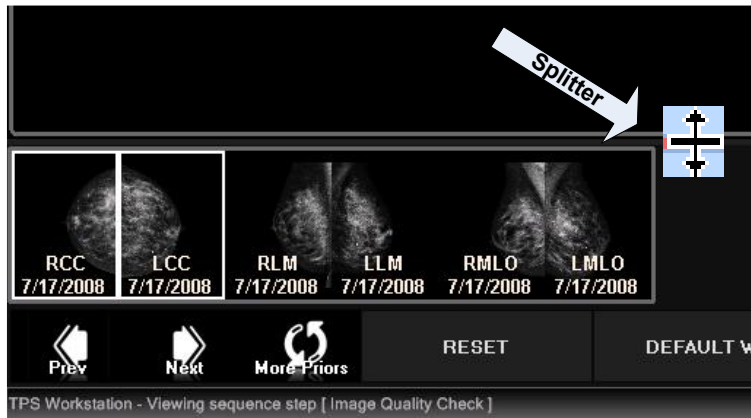 Splitter
RCC LCC RLM LLM RMLO LMLO
7/17/2008 7/17/2008 7/17/2008 7/17/2008 7/17/2008 7/17/2008
Prev Next More Priors RESET DEFAULT
TPS Workstation - Viewing sequence step [ Image Quality Check ]